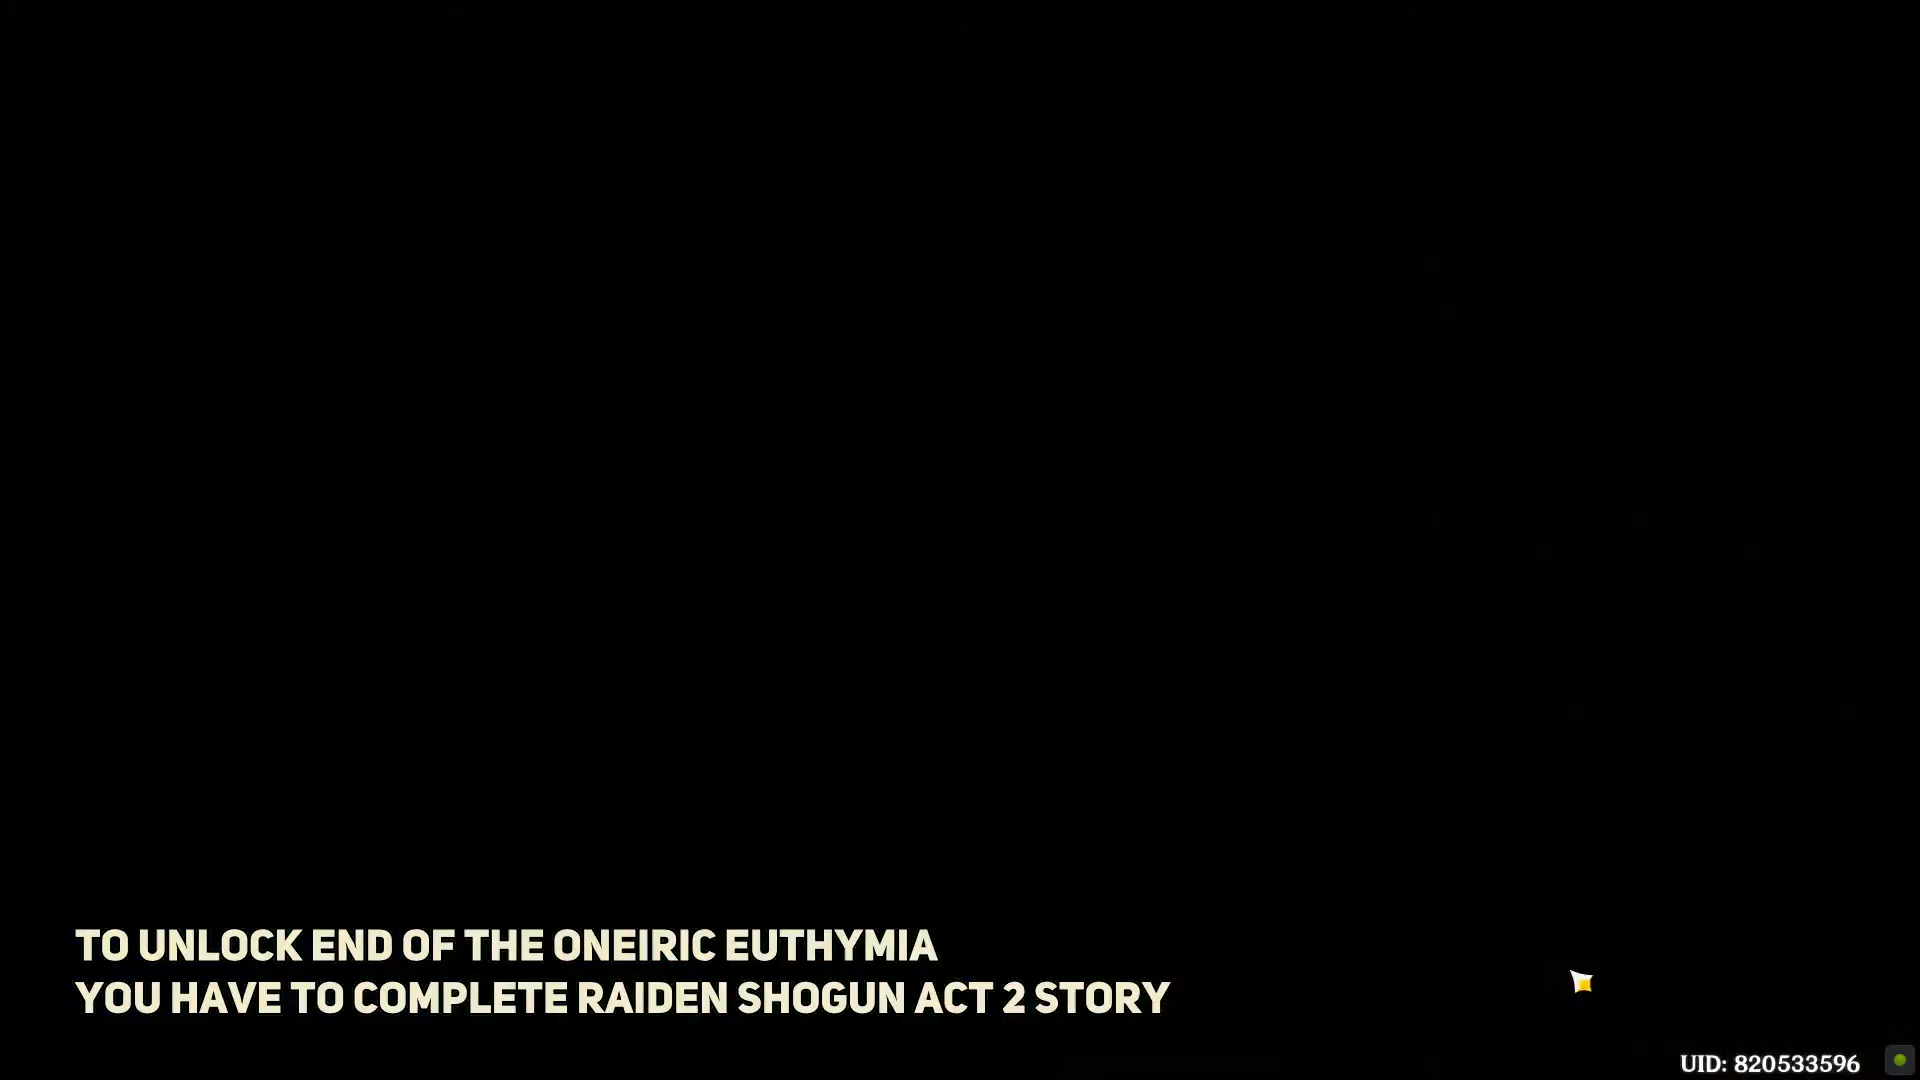 TO UNLOCK END OF THE ONEIRIC EUTHYMIA
YOU HAVE TO COMPLETE RAIDEN SHOGUN ACT 2 STORY
UID: 820533596